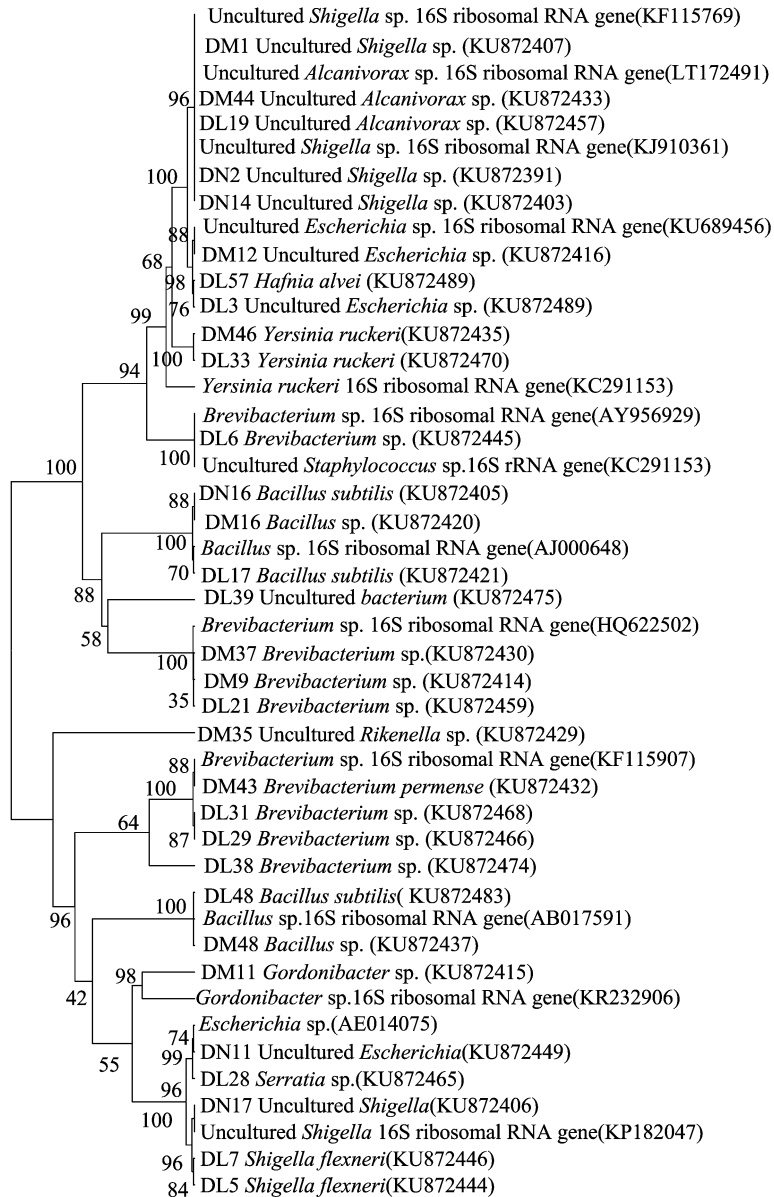 Uncultured Shigella sp. 16S ribosomal RNA gene(KF115769)
DM1 Uncultured Shigella sp. (KU872407)
Uncultured Alcanivorax sp. 16S ribosomal RNA gene(LT172491)
96 DM44 Uncultured Alcanivorax sp. (KU872433)
DL19 Uncultured Alcanivorax sp. (KU872457)
Uncultured Shigella sp. 16S ribosomal RNA gene(KJ910361)
100 DN2 Uncultured Shigella sp. (KU872391)
DN14 Uncultured Shigella sp. (KU872403)
Uncultured Escherichia sp. 16S ribosomal RNA gene(KU689456)
88
DM12 Uncultured Escherichia sp. (KU872416)
68
98 DL57 Hafnia alvei (KU872489)
76 DL3 Uncultured Escherichia sp. (KU872489)
99
DM46 Yersinia ruckeri(KU872435)
100 DL33 Yersinia ruckeri (KU872470)
94
Yersinia ruckeri 16S ribosomal RNA gene(KC291153)
Brevibacterium sp. 16S ribosomal RNA gene(AY956929)
DL6 Brevibacterium sp. (KU872445)
100 Uncultured Staphylococcus sp.16S rRNA gene(KC291153)
100
88 DN16 Bacillus subtilis (KU872405)
DM16 Bacillus sp. (KU872420)
100 Bacillus sp. 16S ribosomal RNA gene(AJ000648)
70 DL17 Bacillus subtilis (KU872421)
88 DL39 Uncultured bacterium (KU872475)
Brevibacterium sp. 16S ribosomal RNA gene(HQ622502)
58
100 DM37 Brevibacterium sp.(KU872430)
DM9 Brevibacterium sp. (KU872414)
35 DL21 Brevibacterium sp. (KU872459)
DM35 Uncultured Rikenella sp. (KU872429)
88 Brevibacterium sp. 16S ribosomal RNA gene(KF115907)
100 DM43 Brevibacterium permense (KU872432)
DL31 Brevibacterium sp. (KU872468)
64
87 DL29 Brevibacterium sp. (KU872466)
DL38 Brevibacterium sp. (KU872474)
DL48 Bacillus subtilis( KU872483)
100
96 Bacillus sp.16S ribosomal RNA gene(AB017591)
DM48 Bacillus sp. (KU872437)
98 DM11 Gordonibacter sp. (KU872415)
42 Gordonibacter sp.16S ribosomal RNA gene(KR232906)
Escherichia sp.(AE014075)
74
99 DN11 Uncultured Escherichia(KU872449)
55
96 DL28 Serratia sp.(KU872465)
DN17 Uncultured Shigella(KU872406)
100
Uncultured Shigella 16S ribosomal RNA gene(KP182047)
96 DL7 Shigella flexneri(KU872446)
84 DL5 Shigella flexneri(KU872444)